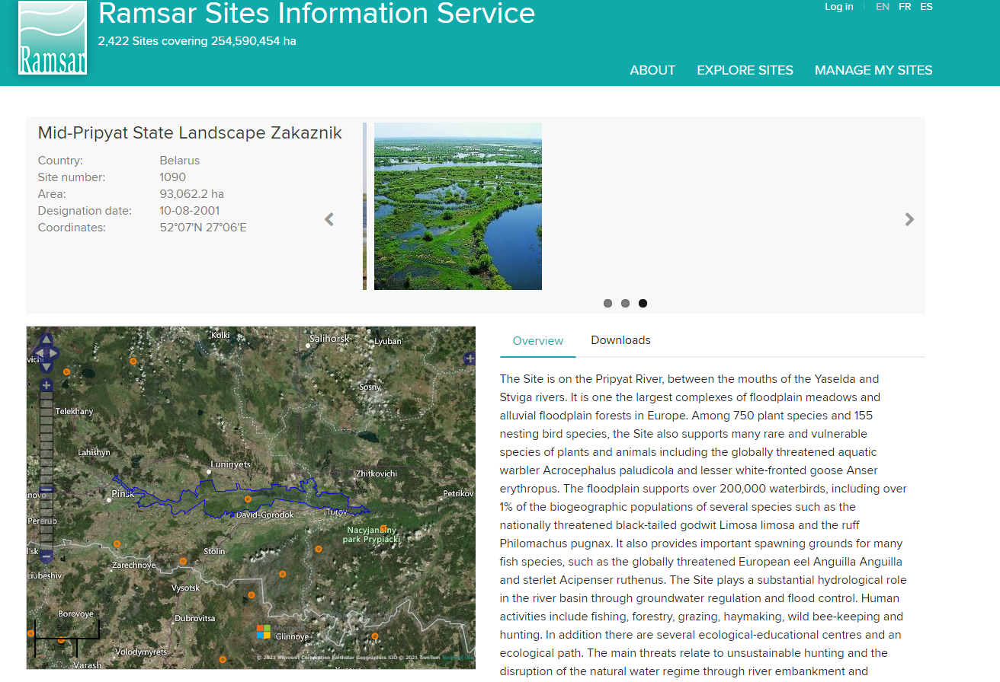 Ramsar
Ramsar Sites Information Service
2,422 Sites covering 254,590,454 ha
Log in EN FR ES
ABOUT EXPLORE SITES MANAGE MY SITES
Mid-Pripyat State Landscape Zakaznik
Country: Belarus
Site number: 1090
Area: 93,062.2 ha
Designation date: 10-08-2001
Coordinates: 52°07'N 27°06'E
Kolki
Salihorsk
Lyuban'
vichi
Sosny
Telekhany
Lahishyn
Luninyets
Zhitkovichi
Pinsk
Petrikov
David-Gorodok
Turov
Nacyjanalny
park Prypiacki
Stolin
Zarechnoye
Liubeshiv
Vysotsk
Borovoye
Dubrovitsa
Glinnoye
Volodymyrets
Varash
© 2021 Microsoft Corporation Earthstar Geographics SIO © 2021 TomTom Terms of Use
Overview Downloads
The Site is on the Pripyat River, between the mouths of the Yaselda and
Stviga rivers. It is one the largest complexes of floodplain meadows and
alluvial floodplain forests in Europe. Among 750 plant species and 155
nesting bird species, the Site also supports many rare and vulnerable
species of plants and animals including the globally threatened aquatic
warbler Acrocephalus paludicola and lesser white-fronted goose Anser
erythropus. The floodplain supports over 200,000 waterbirds, including over
1% of the biogeographic populations of several species such as the
nationally threatened black-tailed godwit Limosa limosa and the ruff
Philomachus pugnax. It also provides important spawning grounds for many
fish species, such as the globally threatened European eel Anguilla Anguilla
and sterlet Acipenser ruthenus. The Site plays a substantial hydrological role
in the river basin through groundwater regulation and flood control. Human
activities include fishing, forestry, grazing, haymaking, wild bee-keeping and
hunting. In addition there are several ecological-educational centres and an
ecological path. The main threats relate to unsustainable hunting and the
disruption of the natural water regime through river embankment and